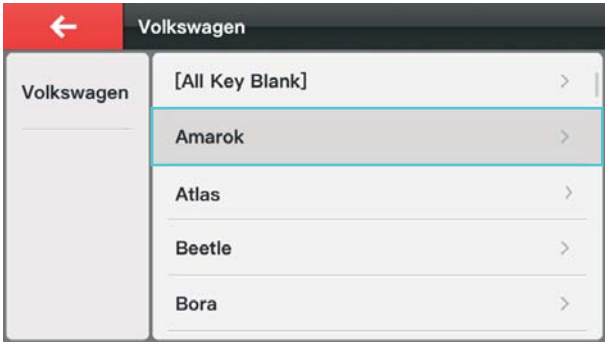 Volkswagen
Volkswagen
[All Key Blank]
Amarok
Atlas
Beetle
Bora